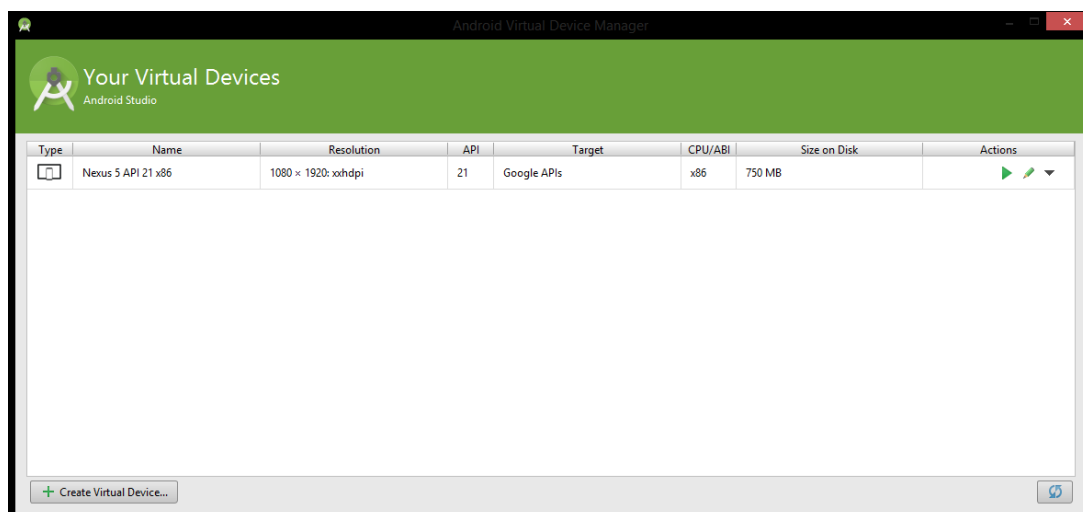 Android Virtual Device Manager
Your Virtual Devices
Android Studio
Type Name Resolution API Target CPU/ABI Size on Disk Actions
Nexus 5 API 21 x86 1080 × 1920: xxhdpi 21 Google APIs x86 750 MB
Create Virtual Device...